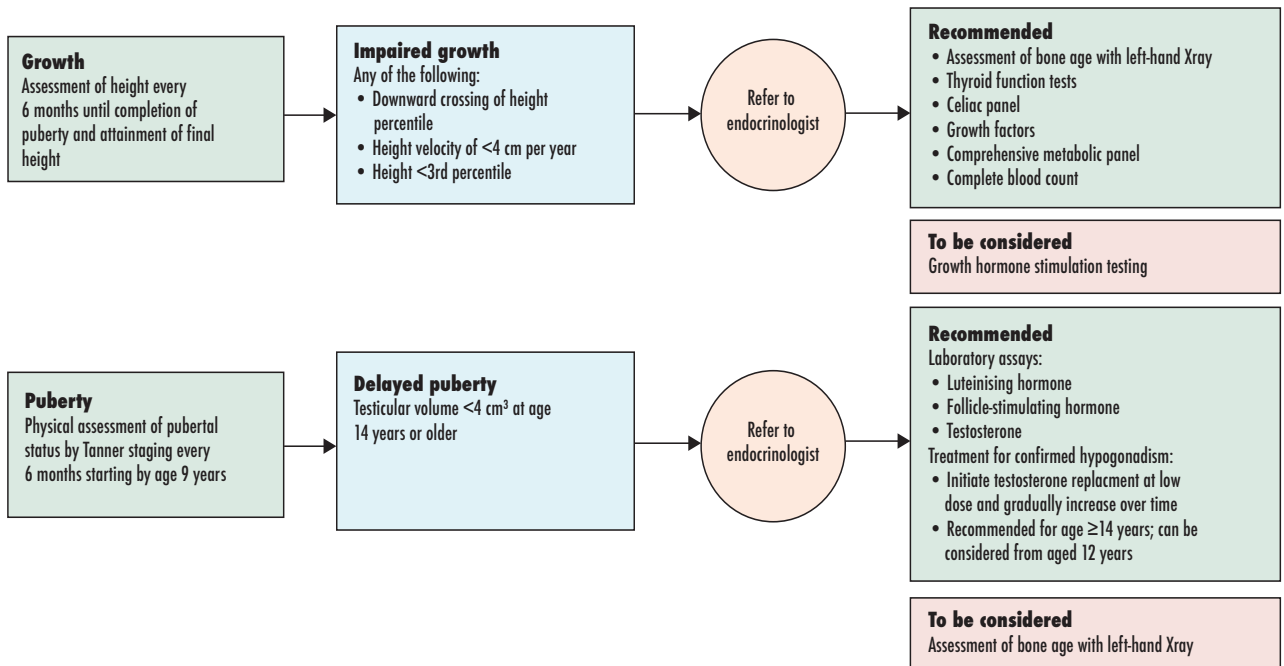 Growth
Assessment of height every
6 months until completion of
puberty and attainment of final
height
Impaired growth
Any of the following:
• Downward crossing of height
percentile
• Height velocity of <4 cm per year
• Height <3rd percentile
Refer to
endocrinologist
Recommended
• Assessment of bone age with left-hand Xray
• Thyroid function tests
• Celiac panel
• Growth factors
• Comprehensive metabolic panel
• Complete blood count
To be considered
Growth hormone stimulation testing
Puberty
Physical assessment of pubertal
status by Tanner staging every
6 months starting by age 9 years
Delayed puberty
Testicular volume <4 cm³ at age
14 years or older
Refer to
endocrinologist
Recommended
Laboratory assays:
• Luteinising hormone
• Follicle-stimulating hormone
• Testosterone
Treatment for confirmed hypogonadism:
• Initiate testosterone replacment at low
dose and gradually increase over time
• Recommended for age ≥14 years; can be
considered from aged 12 years
To be considered
Assessment of bone age with left-hand Xray